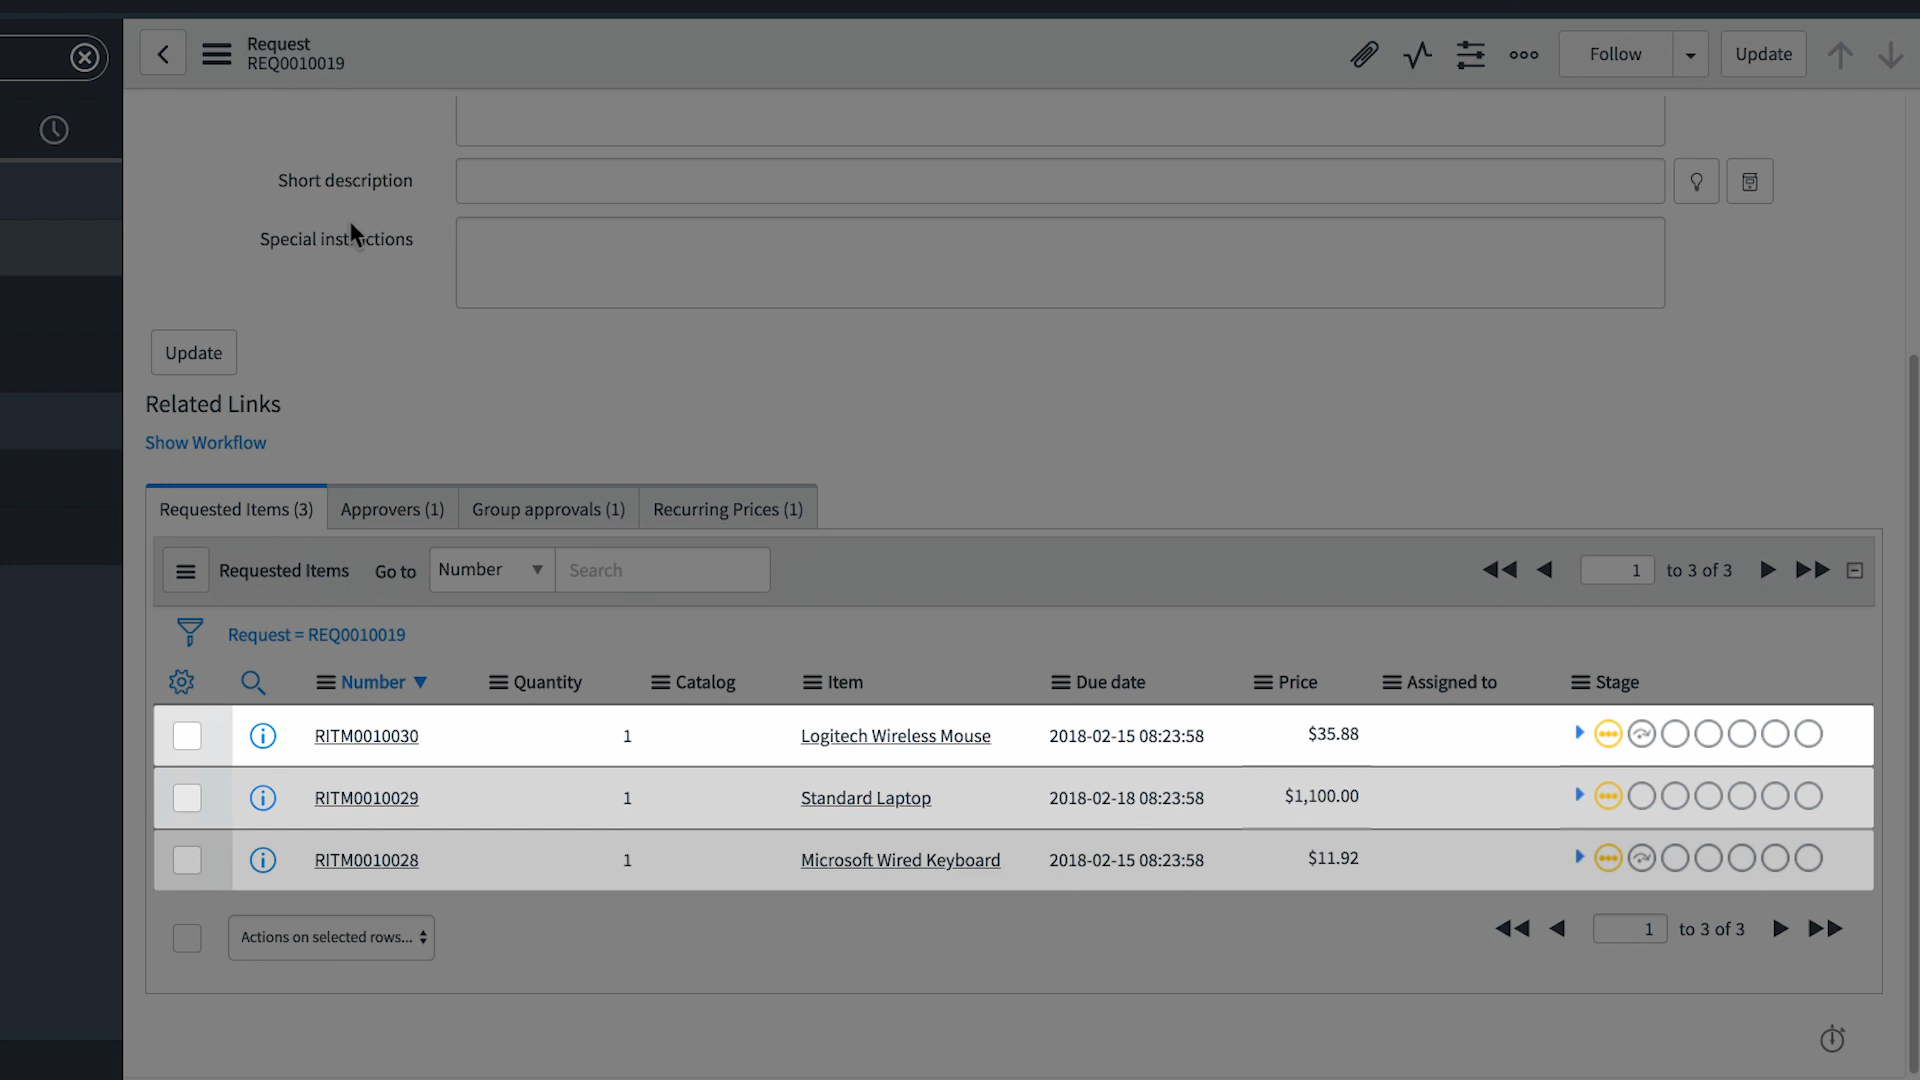 Request
REQ0010019
Follow
Update
Short description
Special instructions
Update
Related Links
Show Workflow
Requested Items (3) Approvers (1) Group approvals (1) Recurring Prices (1)
Requested Items Go to Number Search 1 to 3 of 3
Request = REQ0010019
Number Quantity Catalog Item Due date Price Assigned to Stage
RITM0010030 1 Logitech Wireless Mouse 2018-02-15 08:23:58 $35.88
RITM0010029 1 Standard Laptop 2018-02-18 08:23:58 $1,100.00
RITM0010028 1 Microsoft Wired Keyboard 2018-02-15 08:23:58 $11.92
Actions on selected rows... 1 to 3 of 3